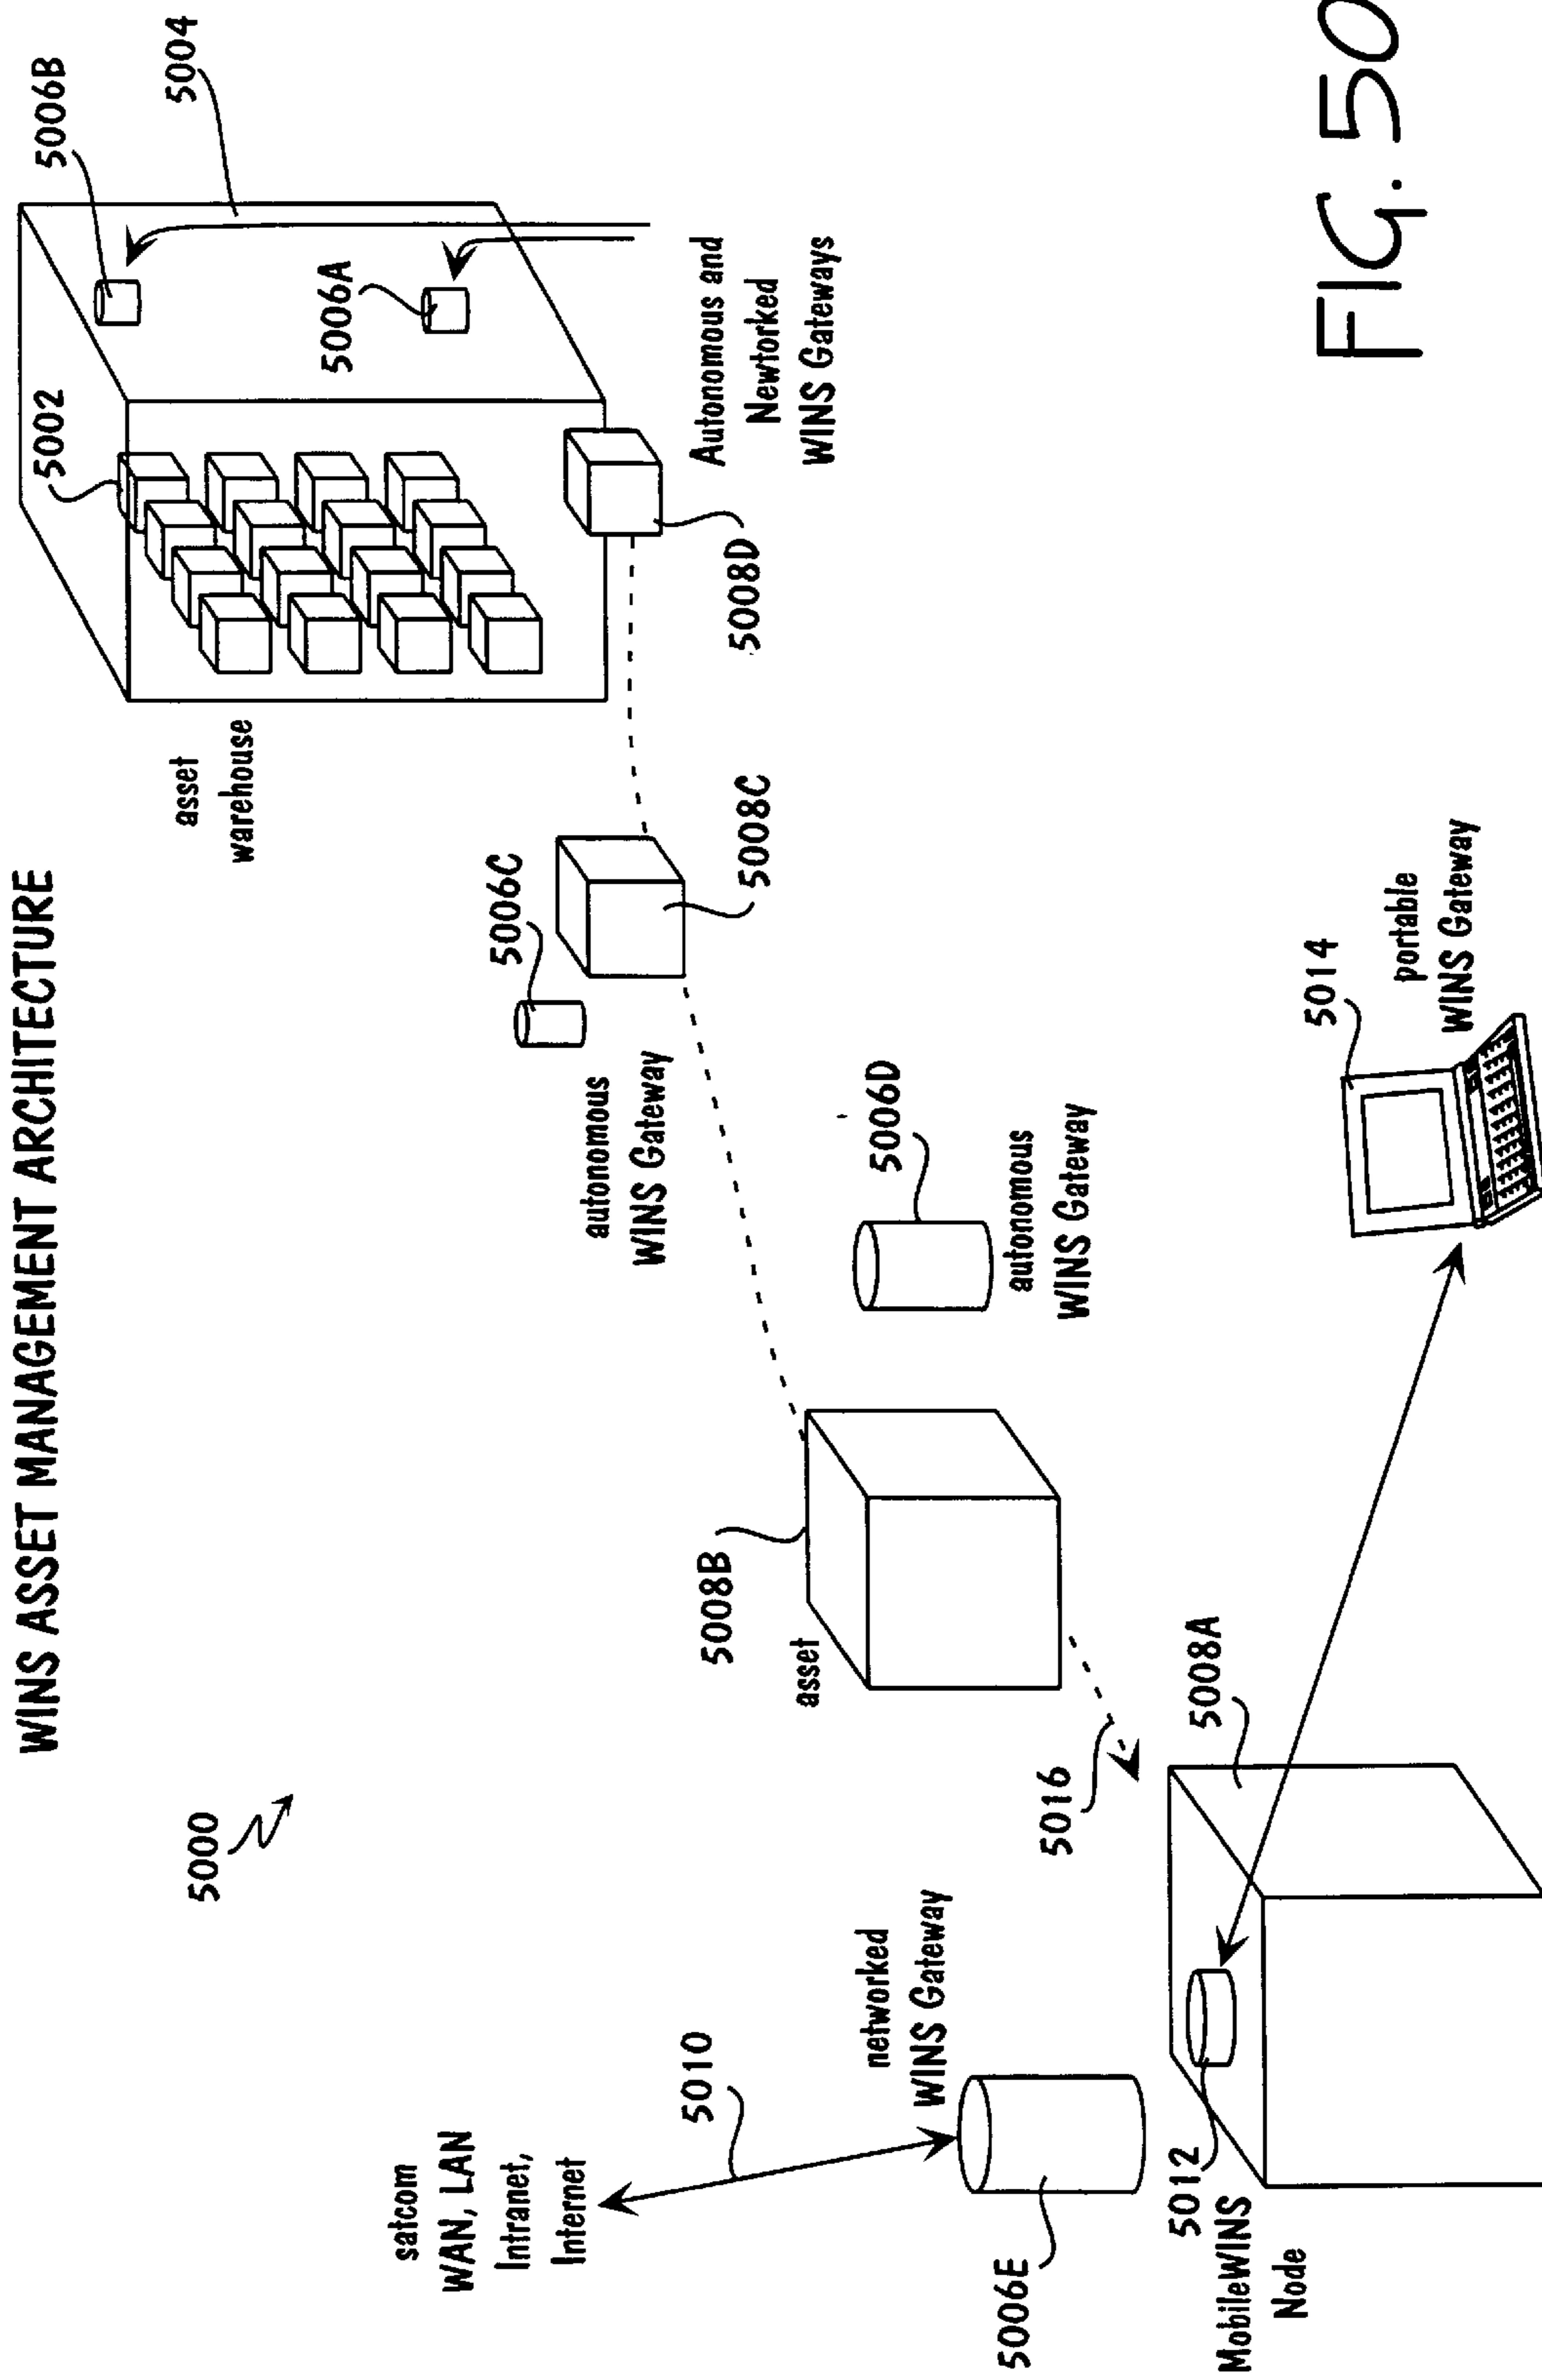 WINS ASSET MANAGEMENT ARCHITECTURE
5000
satcom
WAN, LAN
Intranet,
Internet
5010
networked
WINS Gateway
5006E
5012
MobileWINS
Node
5008A
5016
asset
5008B
5006D
autonomous
WINS Gateway
autonomous
WINS Gateway
5006C
5008C
asset
warehouse
5002
5006B
5004
5006A
5008D
Autonomous and
Newtorked
WINS Gateways
5014
portable
WINS Gateway
FIG. 50